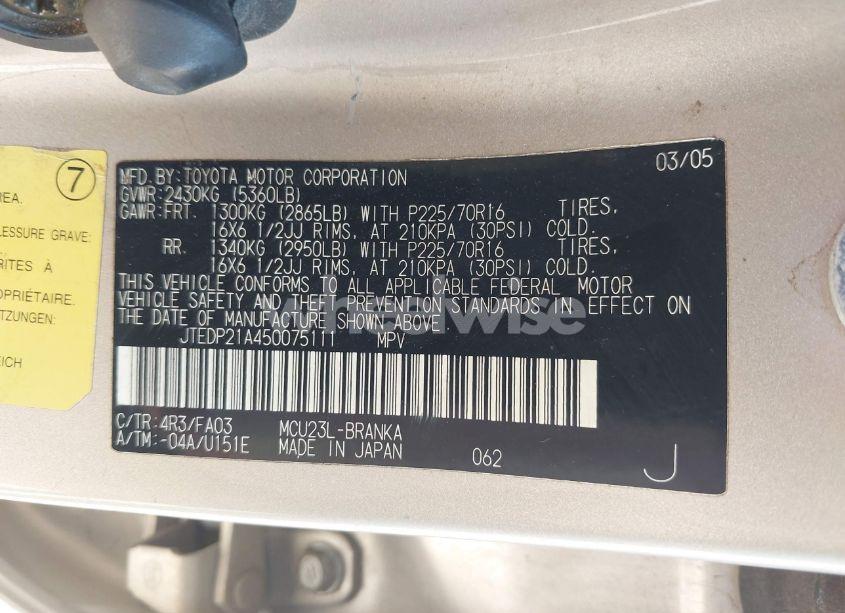 7
REA.
LESSURE GRAVE:
RITES À
OPRIÉTAIRE.
TZUNGEN:
EICH
03/05
MFD.BY:TOYOTA MOTOR CORPORATION
GVWR:2430KG (5360LB)
GAWR:FRT. 1300KG (2865LB) WITH P225/70R16 TIRES,
16X6 1/2JJ RIMS, AT 210KPA (30PSI) COLD.
RR. 1340KG (2950LB) WITH P225/70R16 TIRES,
16X6 1/2JJ RIMS, AT 210KPA (30PSI) COLD.
THIS VEHICLE CONFORMS TO ALL APPLICABLE FEDERAL MOTOR
VEHICLE SAFETY AND THEFT PREVENTION STANDARDS IN EFFECT ON
THE DATE OF MANUFACTURE SHOWN ABOVE.
JTEDP21A450075111 MPV
C/TR:4R3/FA03 MCU23L-BRANKA
A/TM:-04A/U151E MADE IN JAPAN 062
J
wheelwise